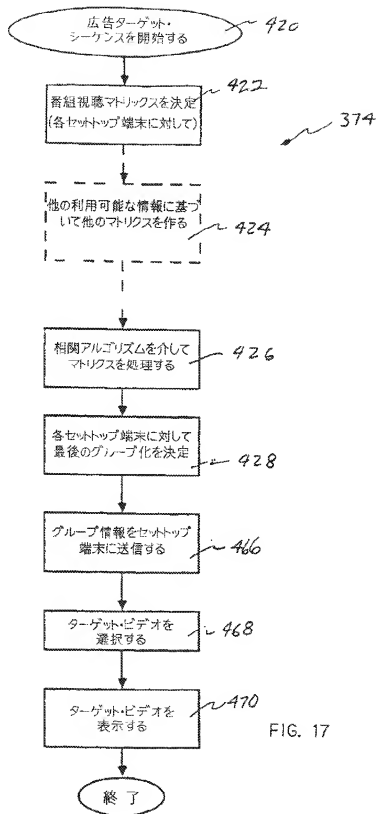 広告ターゲット・
シーケンスを開始する
420
番組視聴マトリックスを決定
(各セットトップ端末に対して)
422
374
他の利用可能な情報に基づ
いて他のマトリクスを作る
424
相関アルゴリズムを介して
マトリクスを処理する
426
各セットトップ端末に対して
最後のグループ化を決定
428
グループ情報をセットトップ
端末に送信する
466
ターゲット・ビデオを
選択する
468
ターゲット・ビデオを
表示する
470
FIG. 17
終了